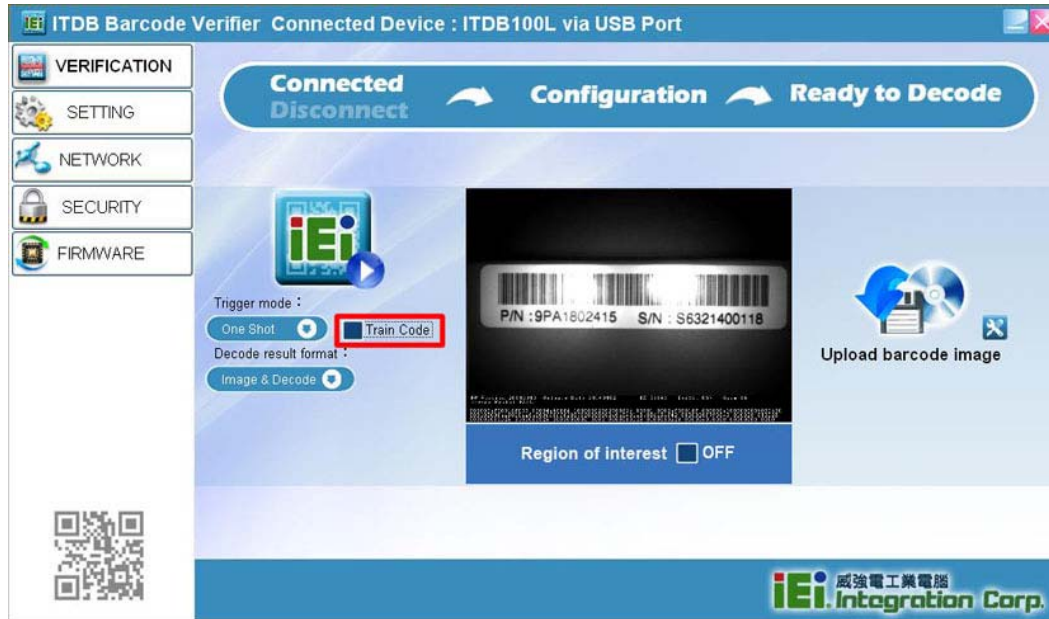 iEi ITDB Barcode Verifier Connected Device : ITDB100L via USB Port
VERIFICATION
SETTING
NETWORK
SECURITY
FIRMWARE
Connected
Disconnect
Configuration
Ready to Decode
iEi
Trigger mode :
One Shot
Train Code
Decode result format :
Image & Decode
P/N :9PA1802415 S/N : S6321400118
Region of interest OFF
Upload barcode image
iEi 威強電工業電腦
Integration Corp.